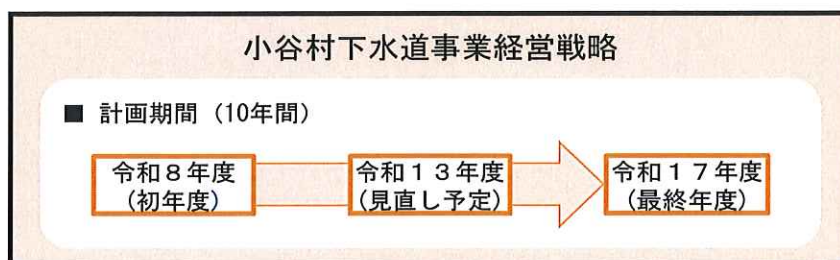 小谷村下水道事業経営戦略
■ 計画期間（10年間）
令和８年度
(初年度)
令和１３年度
(見直し予定)
令和１７年度
(最終年度)